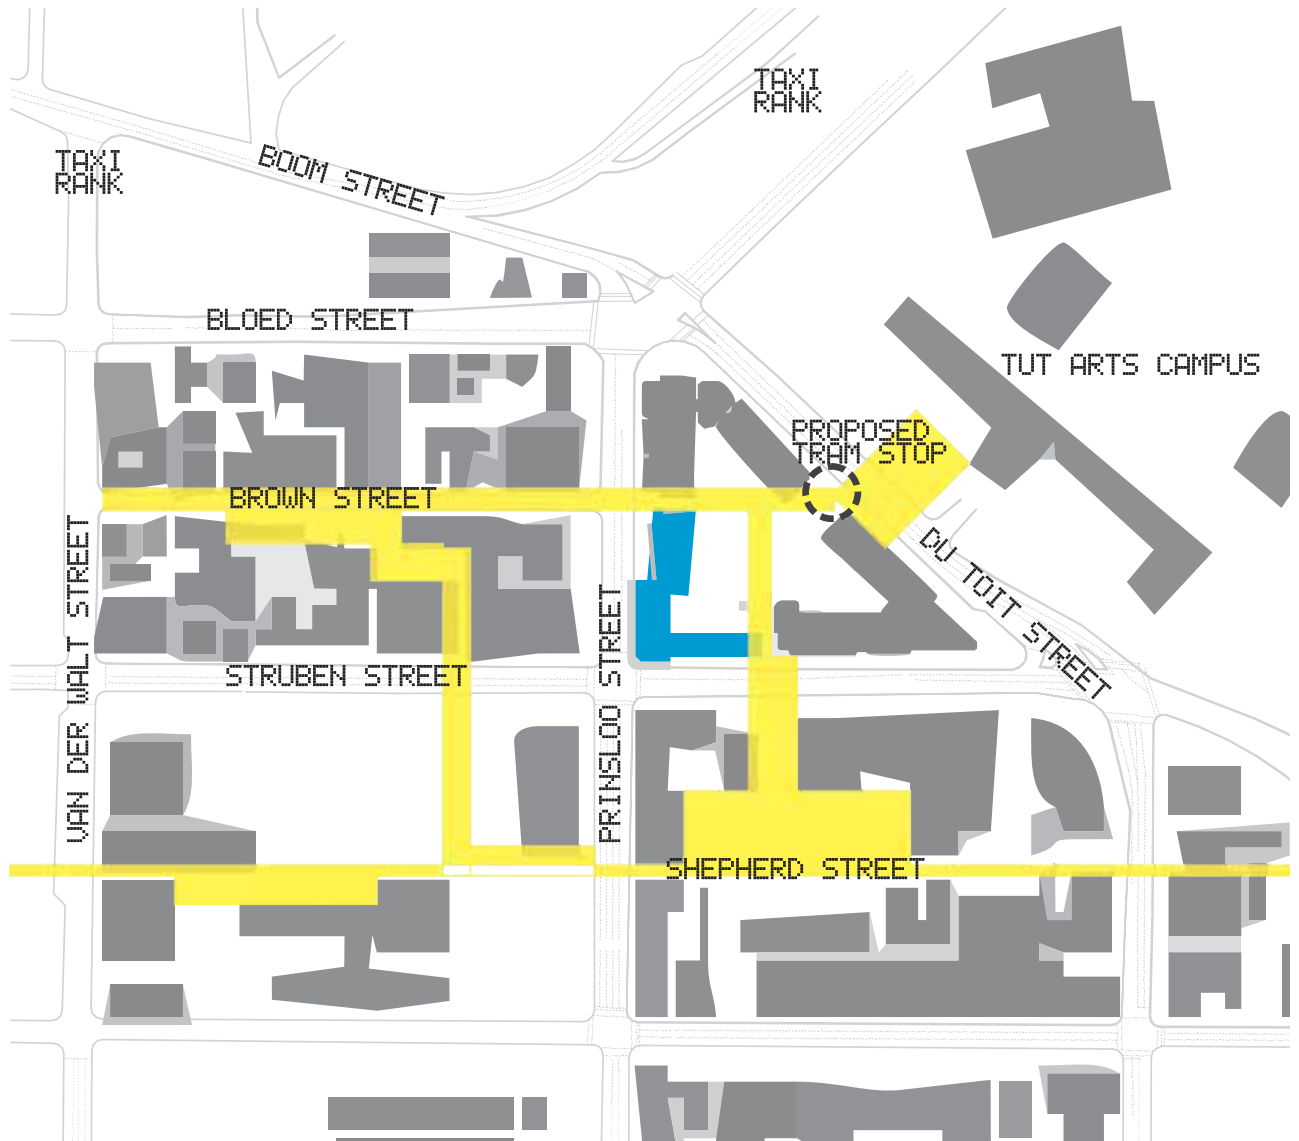 TAXI
RANK
TAXI
RANK
BOOM STREET
BLOED STREET
TUT ARTS CAMPUS
PROPOSED
TRAM STOP
BROWN STREET
DU TOIT STREET
VAN DER WALT STREET
PRINSLOO STREET
STRUBEN STREET
SHEPHERD STREET